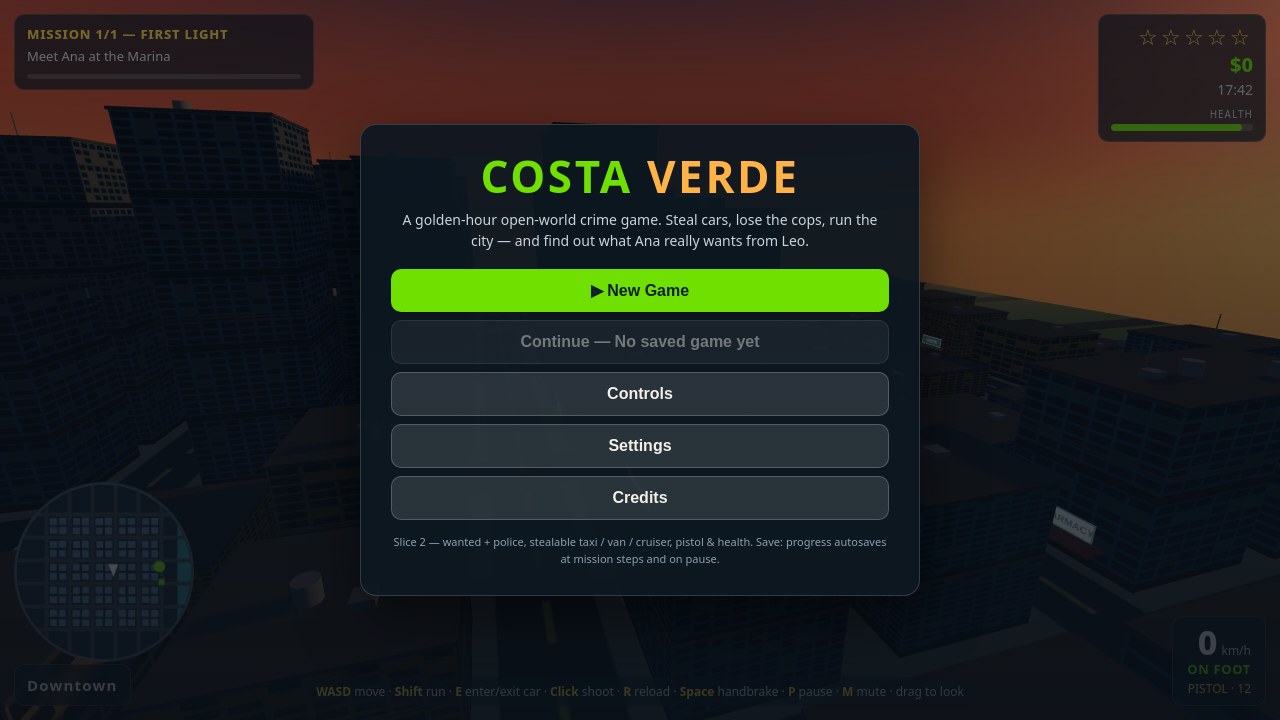 MISSION 1/1 — FIRST LIGHT
Meet Ana at the Marina
☆☆☆☆☆
$0
17:42
HEALTH
COSTA VERDE
A golden-hour open-world crime game. Steal cars, lose the cops, run the
city — and find out what Ana really wants from Leo.
▶ New Game
Continue — No saved game yet
Controls
Settings
Credits
Slice 2 — wanted + police, stealable taxi / van / cruiser, pistol & health. Save: progress autosaves
at mission steps and on pause.
0 km/h
ON FOOT
PISTOL · 12
Downtown
WASD move · Shift run · E enter/exit car · Click shoot · R reload · Space handbrake · P pause · M mute · drag to look